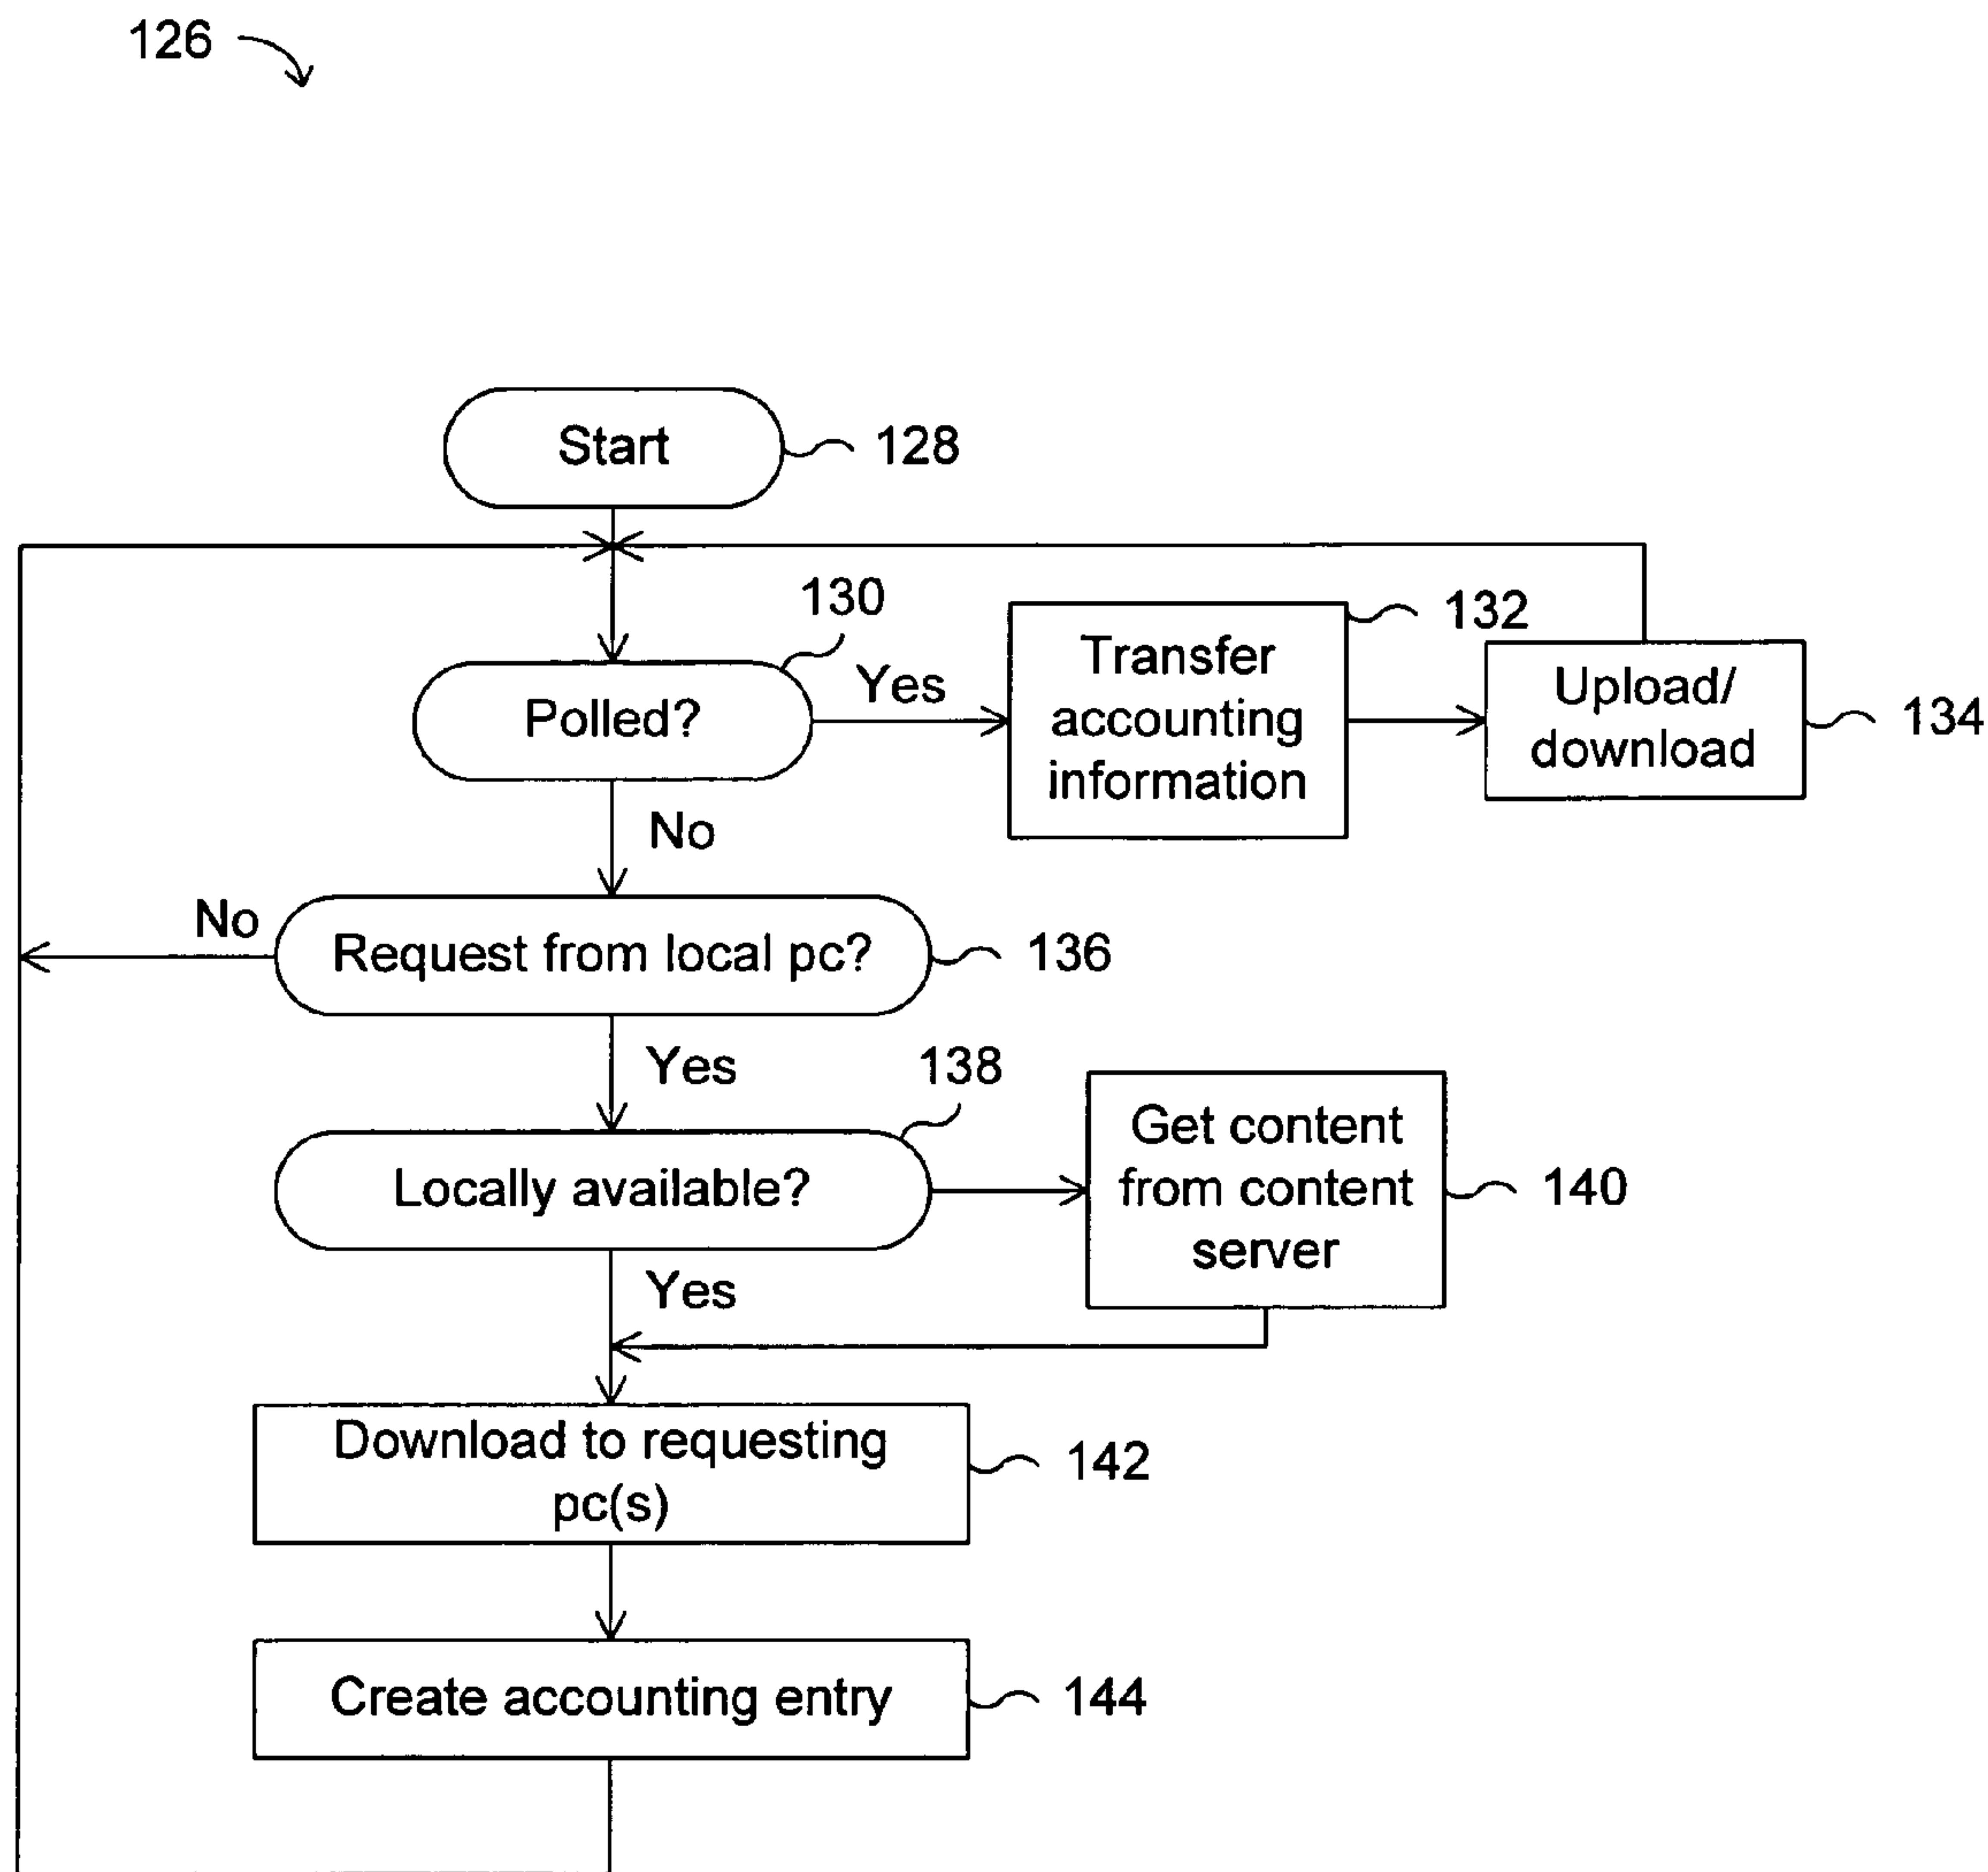 126
Start
128
130
Polled?
Yes
Transfer
accounting
information
132
Upload/
download
134
No
No
Request from local pc?
136
Yes
138
Locally available?
Get content
from content
server
140
Yes
Download to requesting
pc(s)
142
Create accounting entry
144